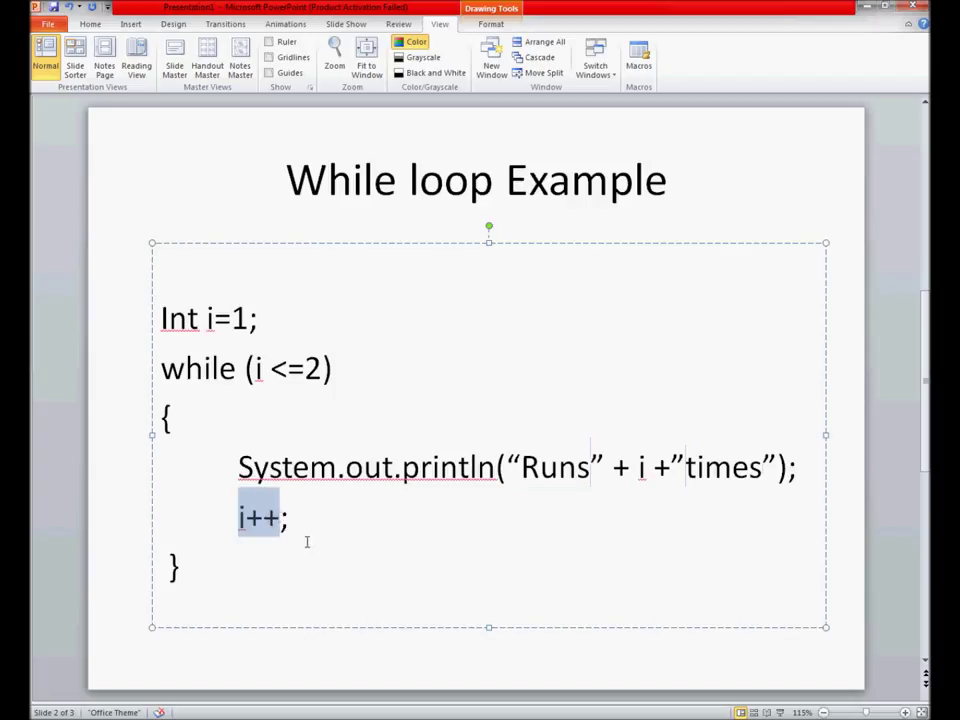 Presentation1 - Microsoft PowerPoint (Product Activation Failed)
Drawing Tools
File Home Insert Design Transitions Animations Slide Show Review View Format
Normal Slide Sorter Notes Page Reading View Slide Master Handout Master Notes Master Ruler Gridlines Guides Zoom Fit to Window Color Grayscale Black and White New Window Arrange All Cascade Move Split Switch Windows Macros
Presentation Views Master Views Show Zoom Color/Grayscale Window Macros
While loop Example
Int i=1;
while (i <=2)
{
System.out.println(“Runs” + i +”times”);
i++;
}
Slide 2 of 3 "Office Theme" 115%